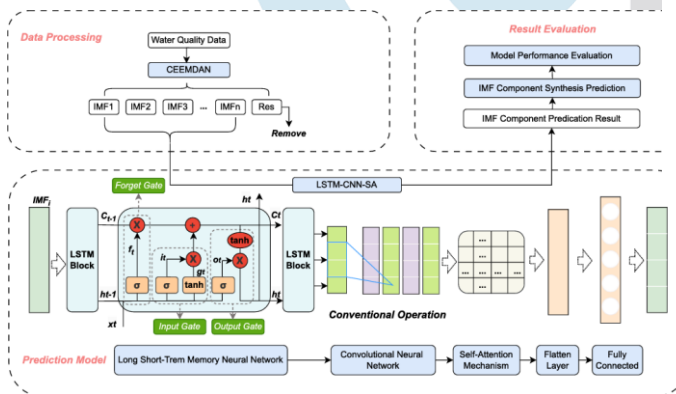 Data Processing
Water Quality Data
CEEMDAN
IMF1
IMF2
IMF3
...
IMFn
Res
Remove
Result Evaluation
Model Performance Evaluation
IMF Component Synthesis Prediction
IMF Component Predication Result
LSTM-CNN-SA
Forget Gate
ht
IMFi
Ct-1
X
+
Ct
tanh
LSTM
Block
ft
it
X
gt
ot
X
σ
σ
tanh
σ
ht-1
ht
xt
LSTM
Block
Input Gate
Output Gate
Conventional Operation
...
...
...
...
...
...
Prediction Model
Long Short-Trem Memory Neural Network
Convolutional Neural
Network
Self-Attention
Mechanism
Flatten
Layer
Fully
Connected